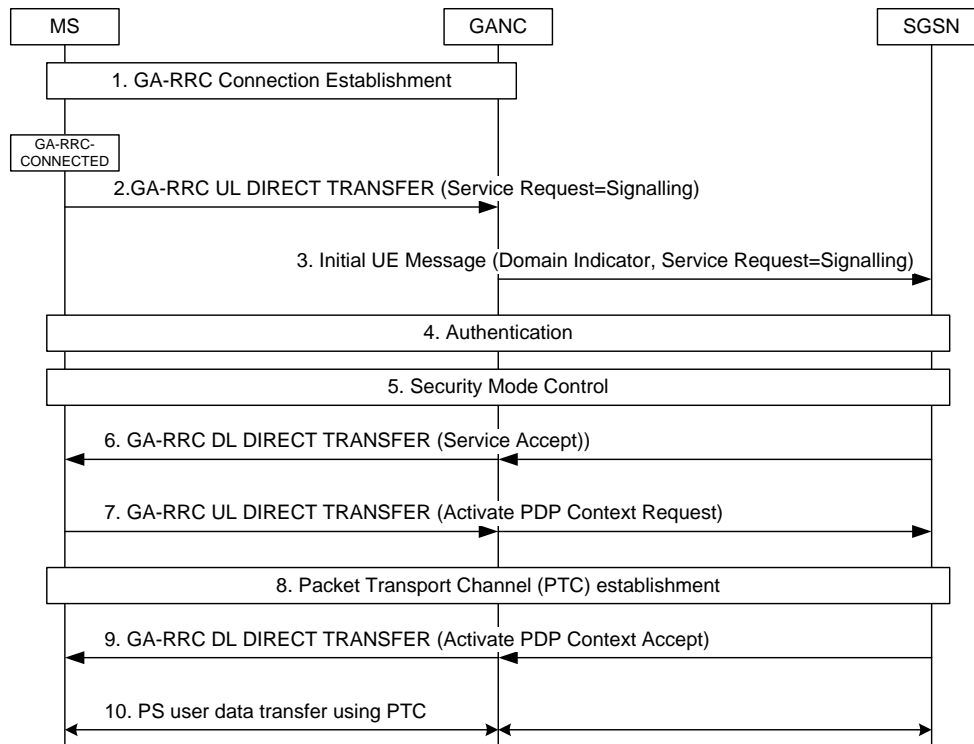 MS GANC SGSN
1. GA-RRC Connection Establishment
GA-RRC-
CONNECTED
2.GA-RRC UL DIRECT TRANSFER (Service Request=Signalling)
3. Initial UE Message (Domain Indicator, Service Request=Signalling)
4. Authentication
5. Security Mode Control
6. GA-RRC DL DIRECT TRANSFER (Service Accept))
7. GA-RRC UL DIRECT TRANSFER (Activate PDP Context Request)
8. Packet Transport Channel (PTC) establishment
9. GA-RRC DL DIRECT TRANSFER (Activate PDP Context Accept)
10. PS user data transfer using PTC